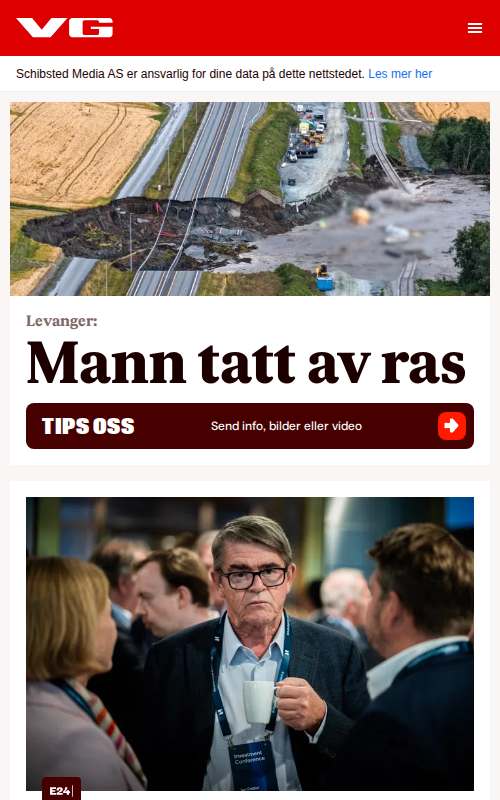 VG
Schibsted Media AS er ansvarlig for dine data på dette nettstedet. Les mer her
Levanger:
Mann tatt av ras
TIPS OSS
Send info, bilder eller video
Investment
Conference
E24